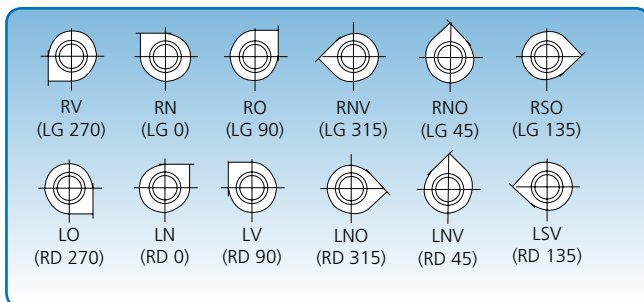 RV RN RO RNV RNO RSO
(LG 270) (LG 0) (LG 90) (LG 315) (LG 45) (LG 135)
LO LN LV LNO LNV LSV
(RD 270) (RD 0) (RD 90) (RD 315) (RD 45) (RD 135)